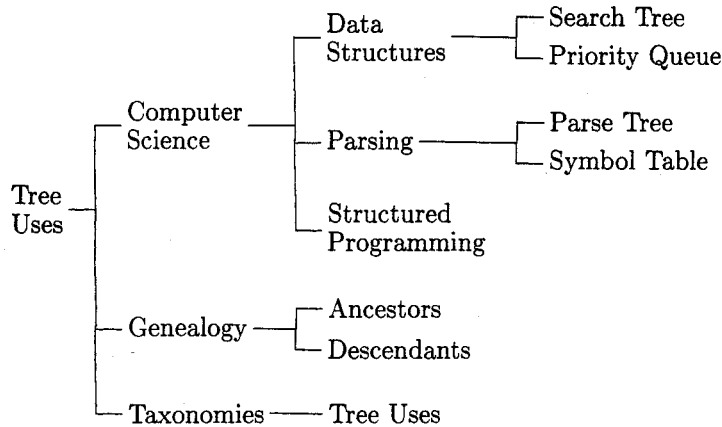 Tree
Uses
Computer
Science
Data
Structures
Search Tree
Priority Queue
Parsing
Parse Tree
Symbol Table
Structured
Programming
Genealogy
Ancestors
Descendants
Taxonomies
Tree Uses